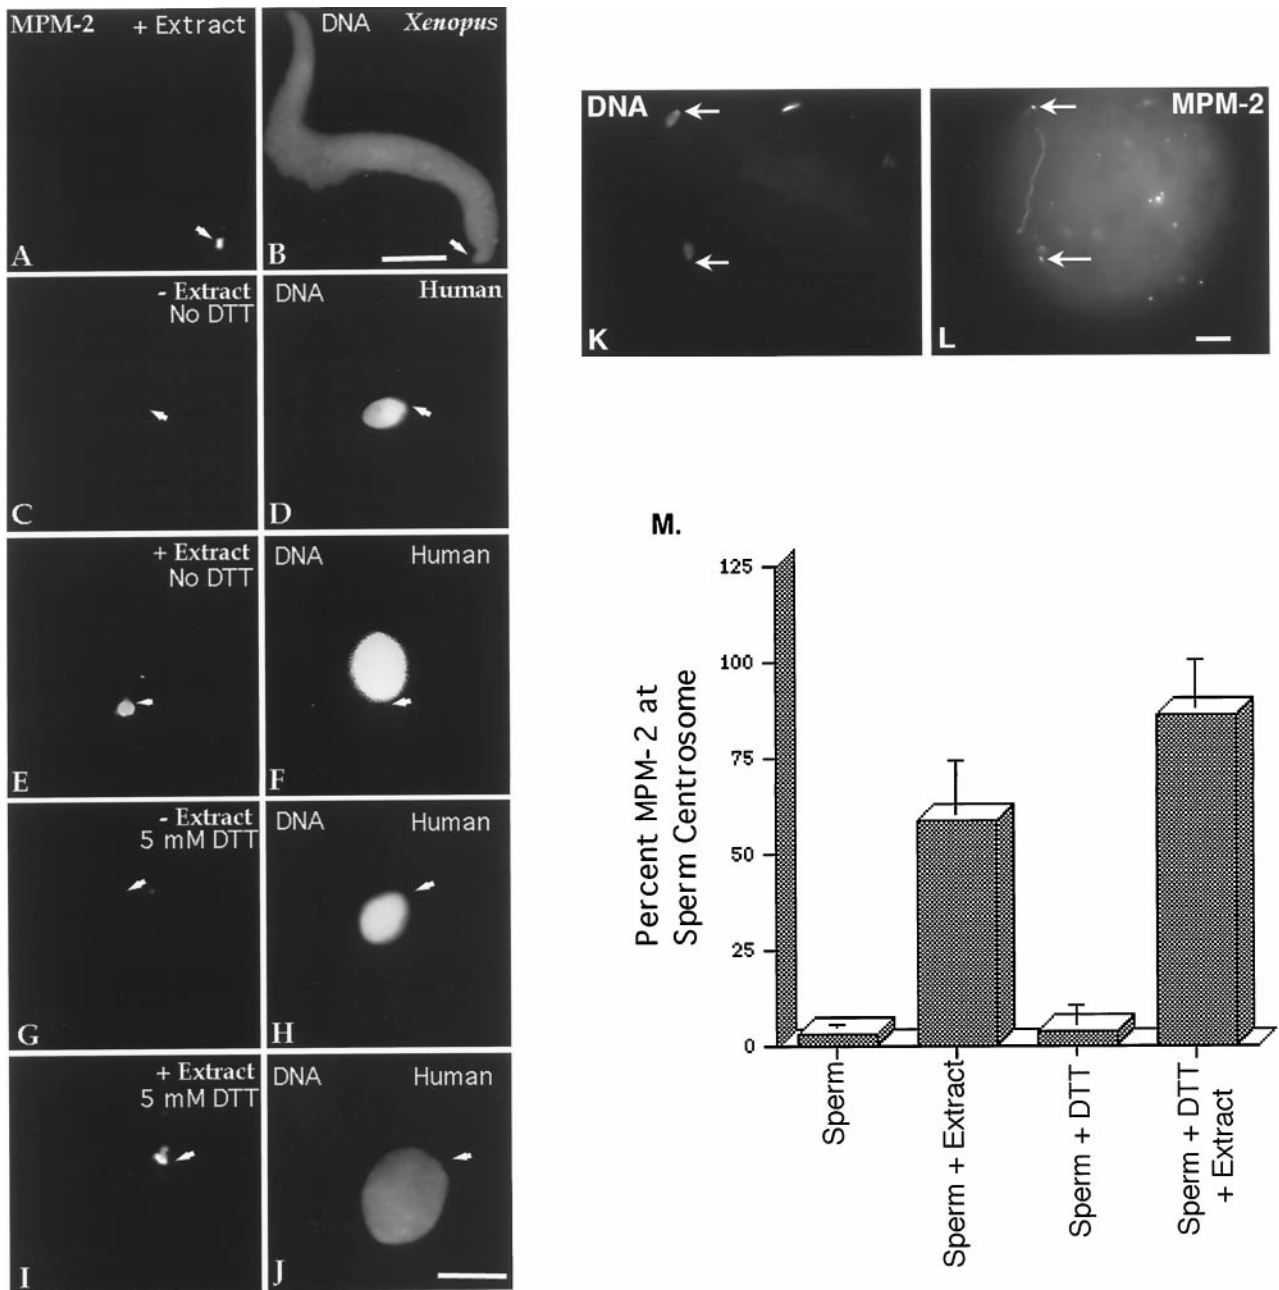 MPM-2 + Extract
DNA Xenopus
A
B
- Extract
No DTT
DNA Human
C
D
+ Extract
No DTT
DNA Human
E
F
- Extract
5 mM DTT
DNA Human
G
H
+ Extract
5 mM DTT
DNA Human
I
J
DNA
MPM-2
K
L
M.
125
100
75
50
25
0
Percent MPM-2 at
Sperm Centrosome
Sperm
Sperm + Extract
Sperm + DTT
Sperm + DTT
+ Extract